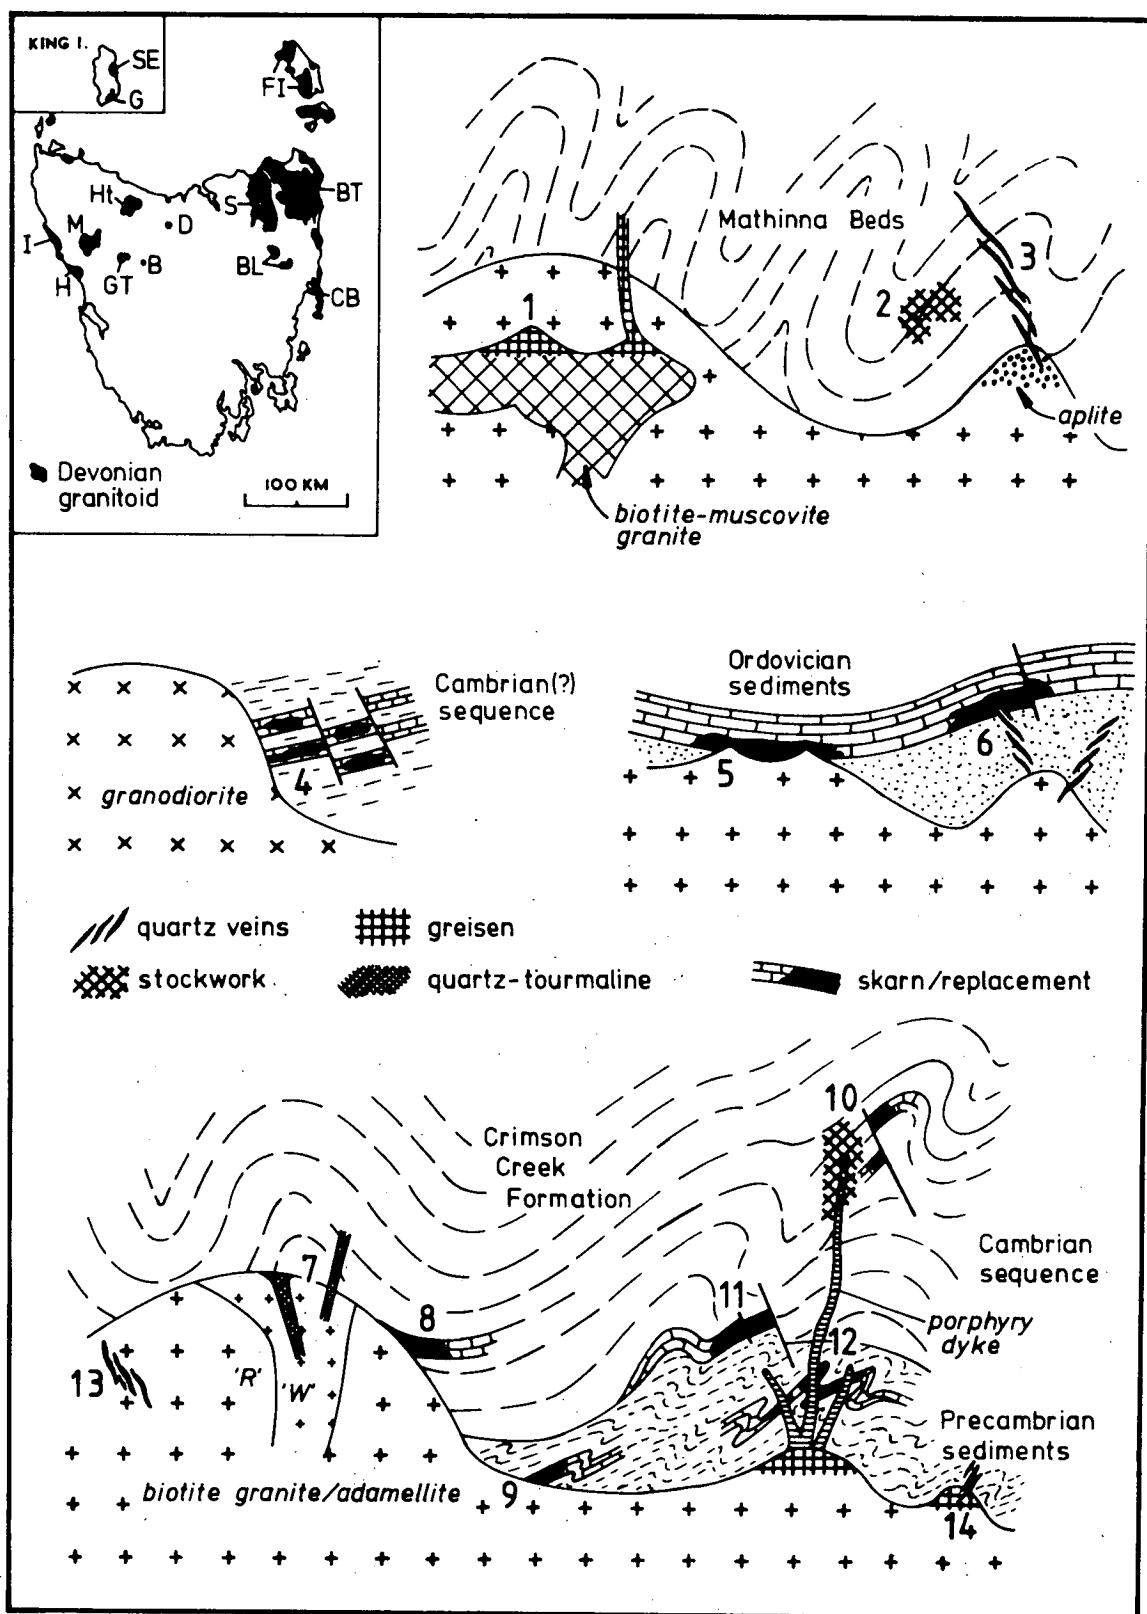 KING I.
SE
G
FI
Ht
S
BT
D
M
I
GT
B
BL
H
CB
Devonian
granitoid
100 KM
Mathinna Beds
1
2
3
aplite
biotite-muscovite
granite
Cambrian(?)
sequence
4
granodiorite
Ordovician
sediments
5
6
quartz veins
greisen
stockwork
quartz-tourmaline
skarn/replacement
Crimson
Creek
Formation
10
Cambrian
sequence
7
8
11
porphyry
dyke
12
13
'R'
'W'
Precambrian
sediments
biotite granite/adamellite
9
14